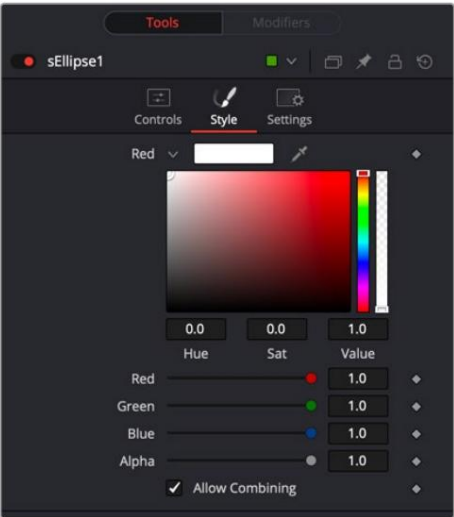 Tools Modifiers
sEllipse1
Controls Style Settings
Red
0.0 0.0 1.0
Hue Sat Value
Red 1.0
Green 1.0
Blue 1.0
Alpha 1.0
Allow Combining